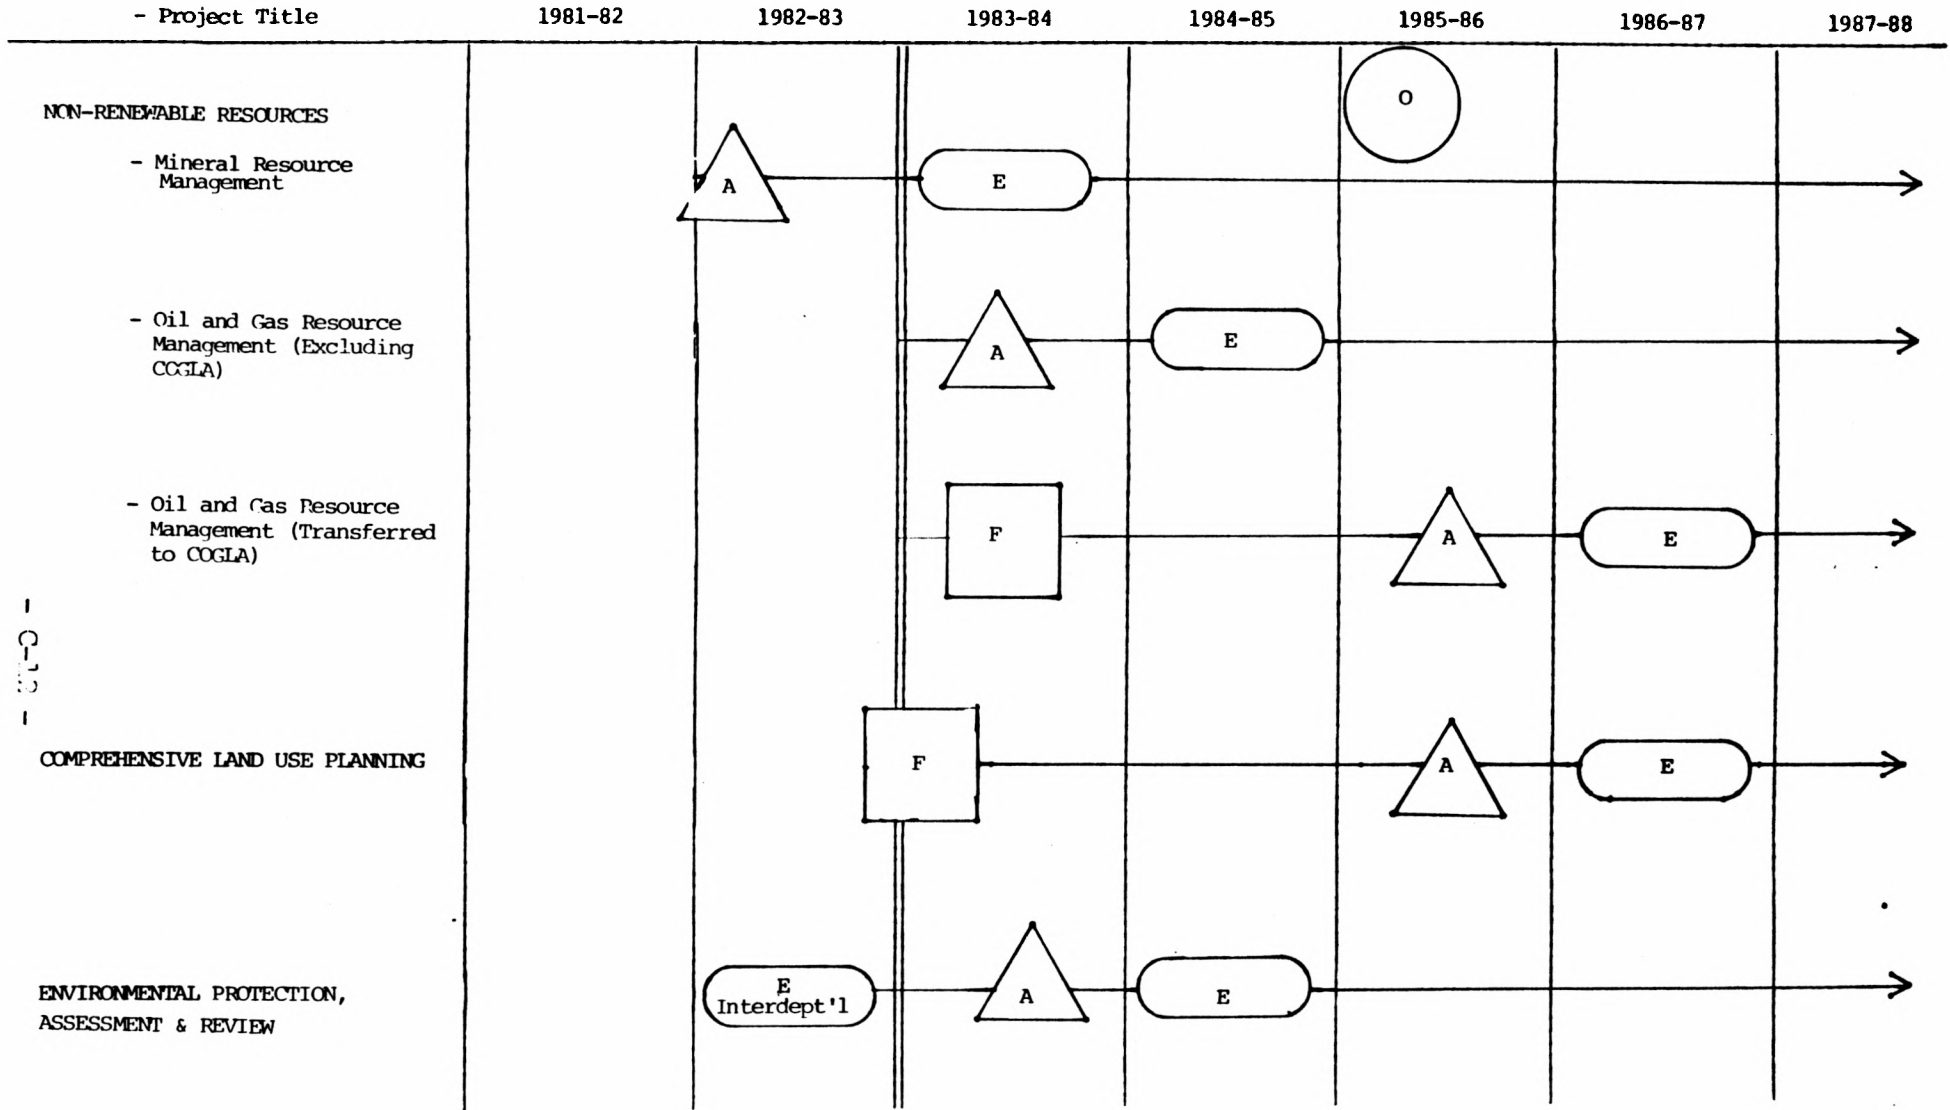 - Project Title 1981-82 1982-83 1983-84 1984-85 1985-86 1986-87 1987-88
O
NON-RENEWABLE RESOURCES
- Mineral Resource
Management
A E
- Oil and Gas Resource
Management (Excluding
COGLA)
A E
- Oil and Gas Resource
Management (Transferred
to COGLA)
F A E
COMPREHENSIVE LAND USE PLANNING
F A E
ENVIRONMENTAL PROTECTION,
ASSESSMENT & REVIEW
E
Interdept'l
A E